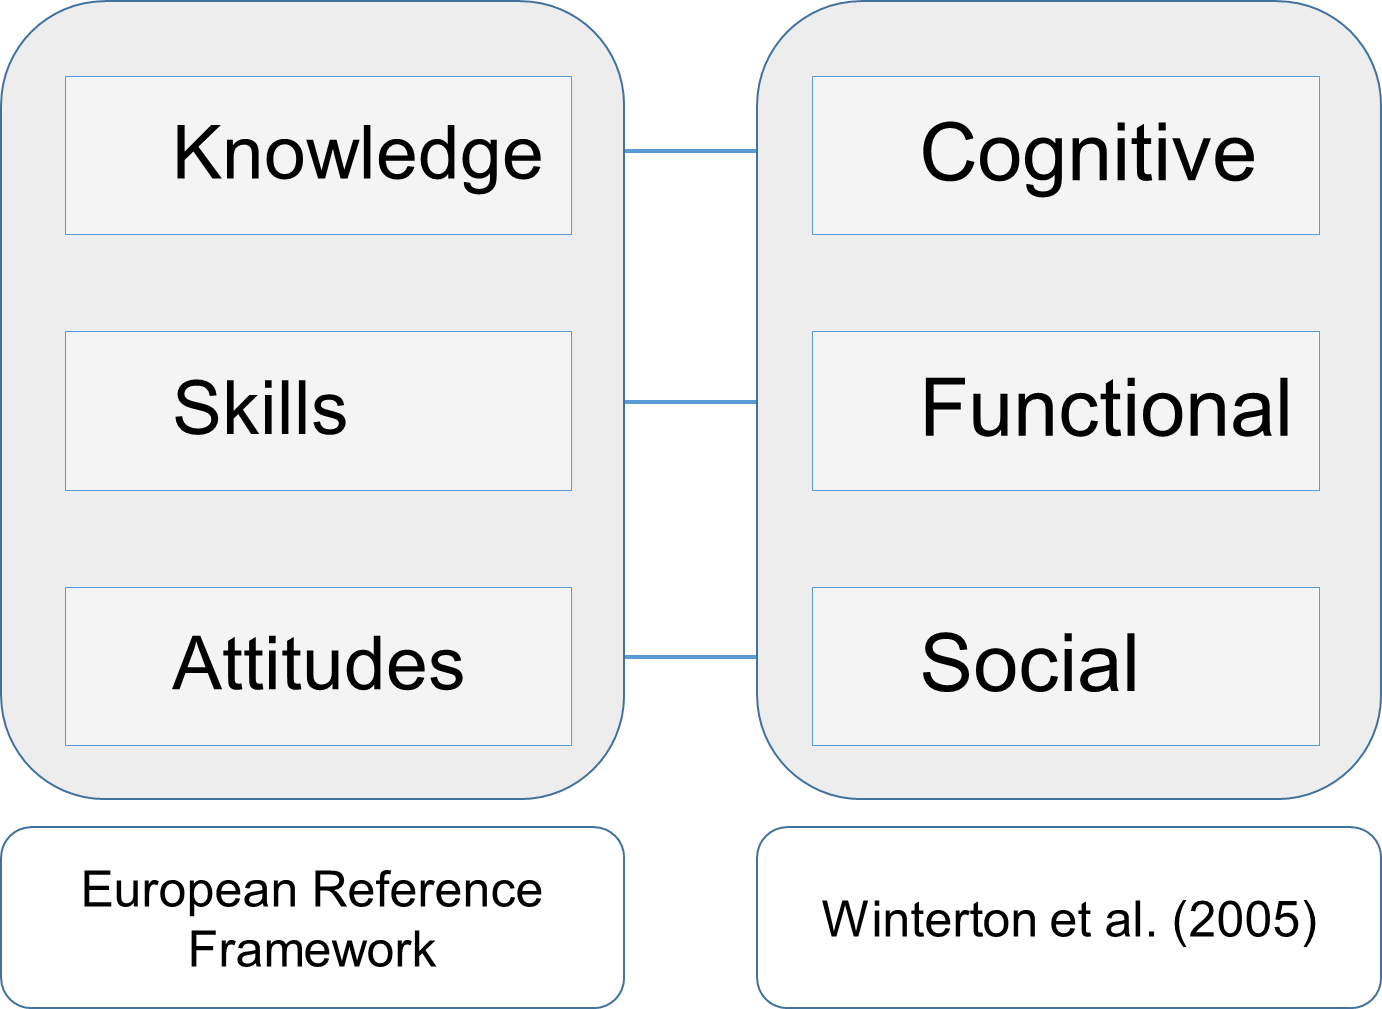 Knowledge
Cognitive
Skills
Functional
Attitudes
Social
European Reference
Framework
Winterton et al. (2005)